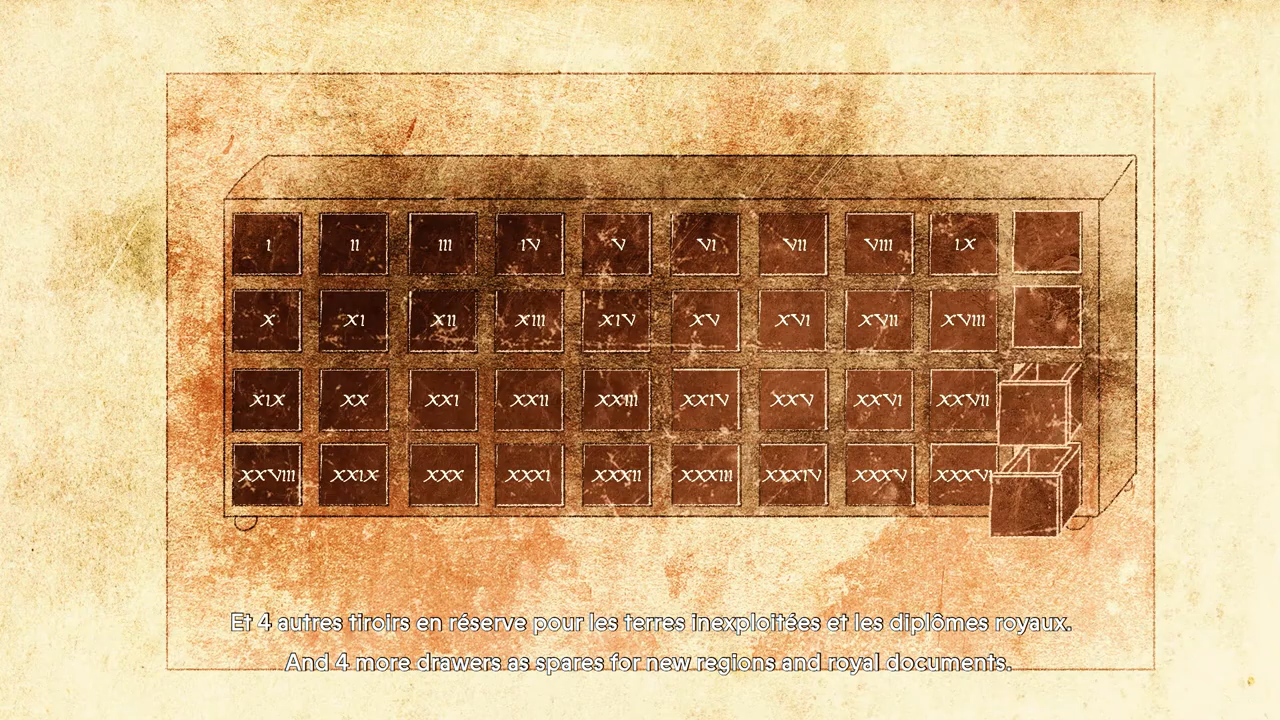 I II III IV V VI VII VIII IX
X XI XII XIII XIV XV XVI XVII XVIII
XIX XX XXI XXII XXIII XXIV XXV XXVI XXVII
XXVIII XXIX XXX XXXI XXXII XXXIII XXXIV XXXV XXXVI
Et 4 autres tiroirs en réserve pour les terres inexploitées et les diplômes royaux.
And 4 more drawers as spares for new regions and royal documents.